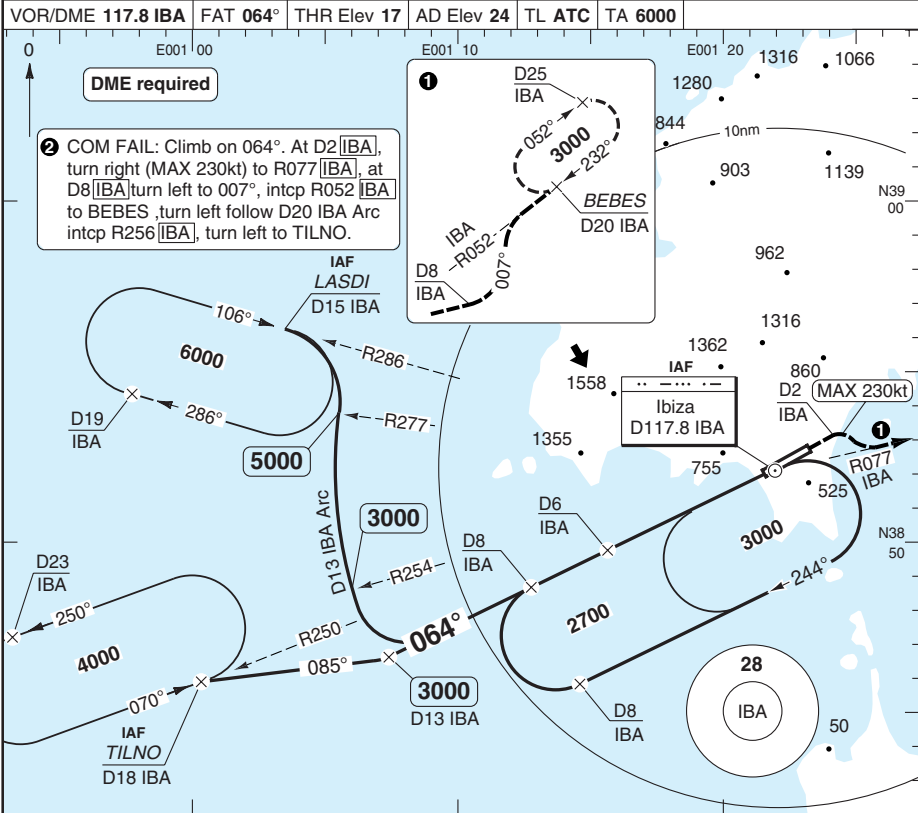 VOR/DME 117.8 IBA FAT 064° THR Elev 17 AD Elev 24 TL ATC TA 6000
0
E001 00
E001 10
E001 20
DME required
❷ COM FAIL: Climb on 064°. At D2 IBA,
turn right (MAX 230kt) to R077 IBA, at
D8 IBA turn left to 007°, intcp R052 IBA
to BEBES ,turn left follow D20 IBA Arc
intcp R256 IBA, turn left to TILNO.
❶
D25
IBA
052°
3000
232°
BEBES
D20 IBA
IBA
R052
007°
D8
IBA
1316
1066
1280
844
10nm
903
1139
N39
00
962
1316
1362
860
1558
1355
755
525
IAF
Ibiza
D117.8 IBA
D2
IBA
MAX 230kt
❶
R077
IBA
IAF
LASDI
D15 IBA
106°
6000
286°
D19
IBA
R286
R277
5000
D13 IBA Arc
3000
R254
D6
IBA
D8
IBA
N38
50
3000
244°
2700
D23
IBA
250°
4000
070°
R250
085°
064°
3000
D13 IBA
IAF
TILNO
D18 IBA
D8
IBA
28
IBA
50